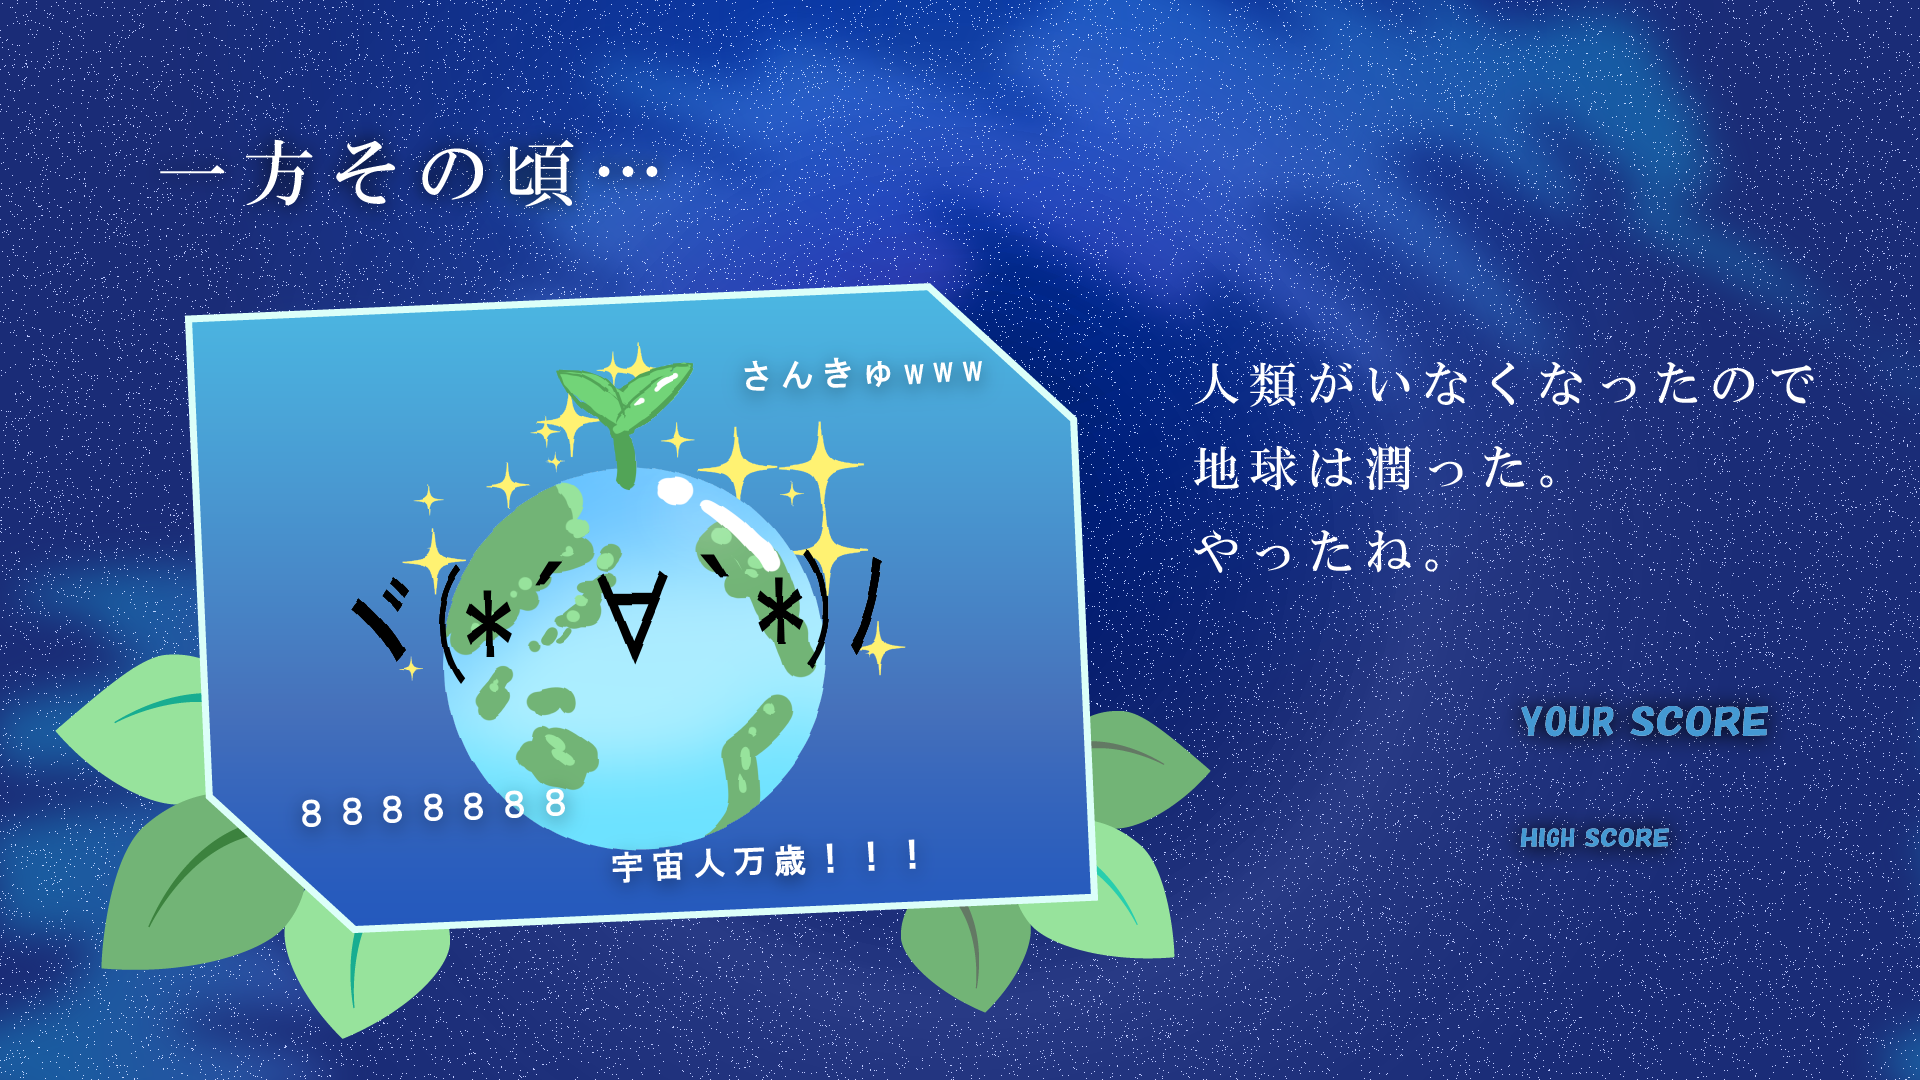 一方その頃…
さんきゅwww
ヾ(*´∀`*)ノ
8888888
宇宙人万歳!!!
人類がいなくなったので
地球は潤った。
やったね。
YOUR SCORE
HIGH SCORE